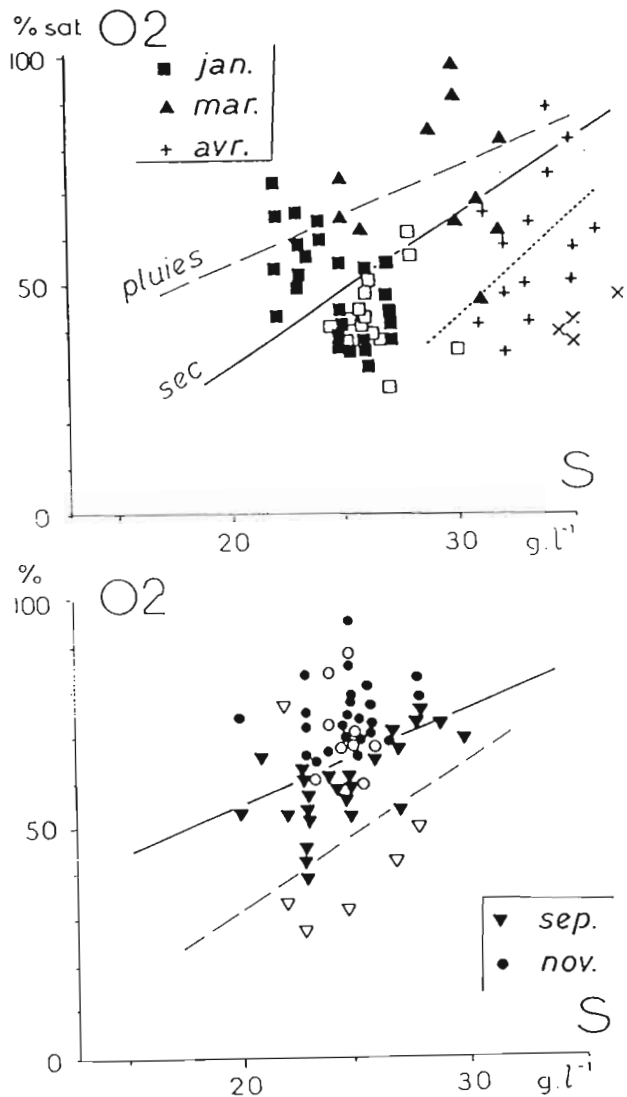 % sat O2
100
■ jan.
▲ mar.
+ avr.
pluies
50
sec
S
0
20 30 g.l⁻¹
% O2
100
50
▼ sep.
● nov.
S
0
20 30 g.l⁻¹